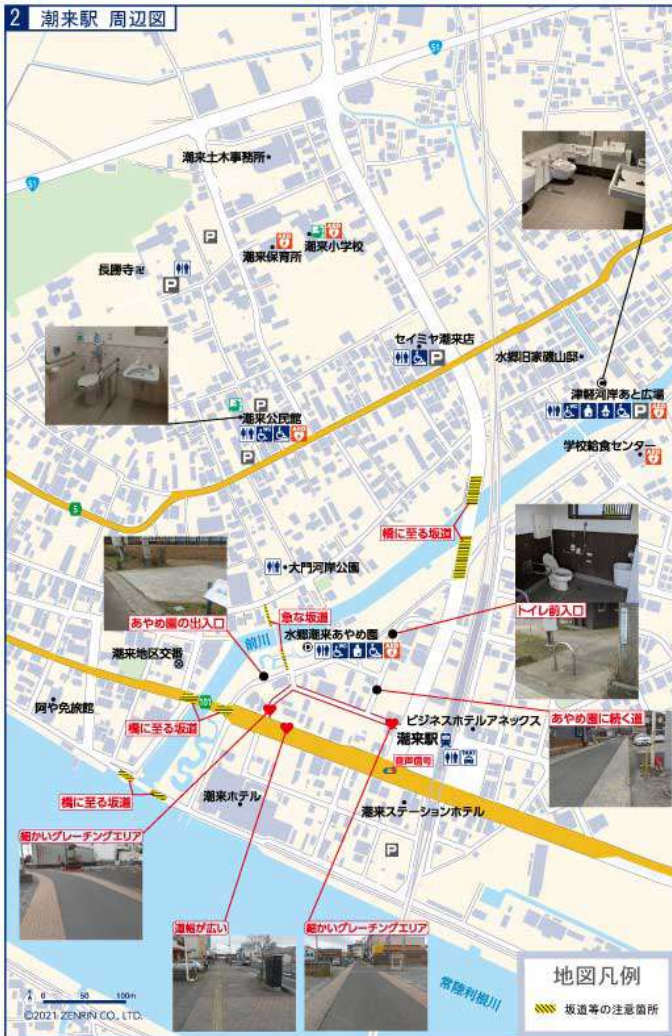 2 潮来駅 周辺図
51
潮来土木事務所
51
P
AED
潮来小学校
AED
潮来保育所
長勝寺
P
セイミヤ潮来店
P
水郷旧家磯山邸
津軽河岸あと広場
P AED
P
潮来公民館
AED
P
学校給食センター
AED
5
橋に至る坂道
大門河岸公園
急な坂道
あやめ園の出入口
トイレ前入口
前川
水郷潮来あやめ園
AED
潮来地区交番
101
阿や免旅館
橋に至る坂道
あやめ園に続く道
ビジネスホテルアネックス
潮来駅
TAXI
音声信号
橋に至る坂道
潮来ホテル
潮来ステーションホテル
細かいグレーチングエリア
P
道幅が広い
細かいグレーチングエリア
常陸利根川
地図凡例
坂道等の注意箇所
0 50 100m
©2021 ZENRIN CO., LTD.